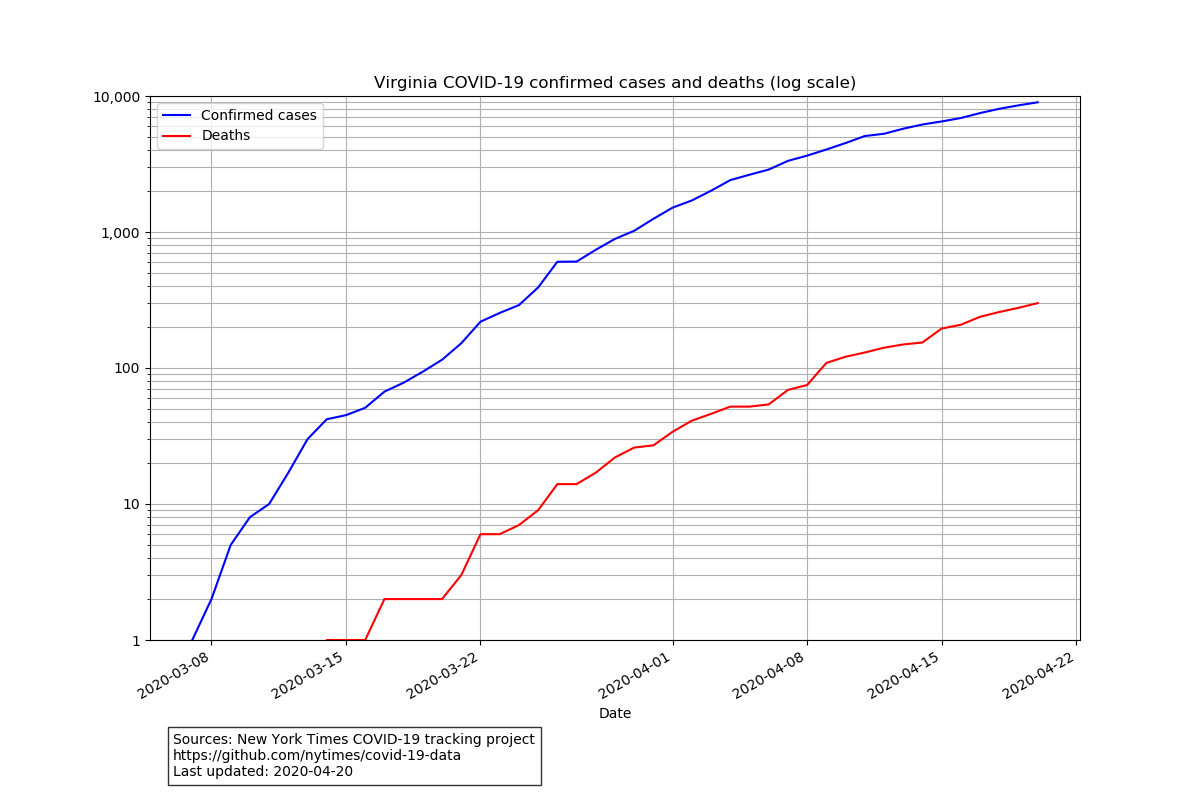 Virginia COVID-19 confirmed cases and deaths (log scale)
10,000
Confirmed cases
Deaths
1,000
100
10
1
2020-03-08
2020-03-15
2020-03-22
2020-04-01
2020-04-08
2020-04-15
2020-04-22
Date
Sources: New York Times COVID-19 tracking project
https://github.com/nytimes/covid-19-data
Last updated: 2020-04-20